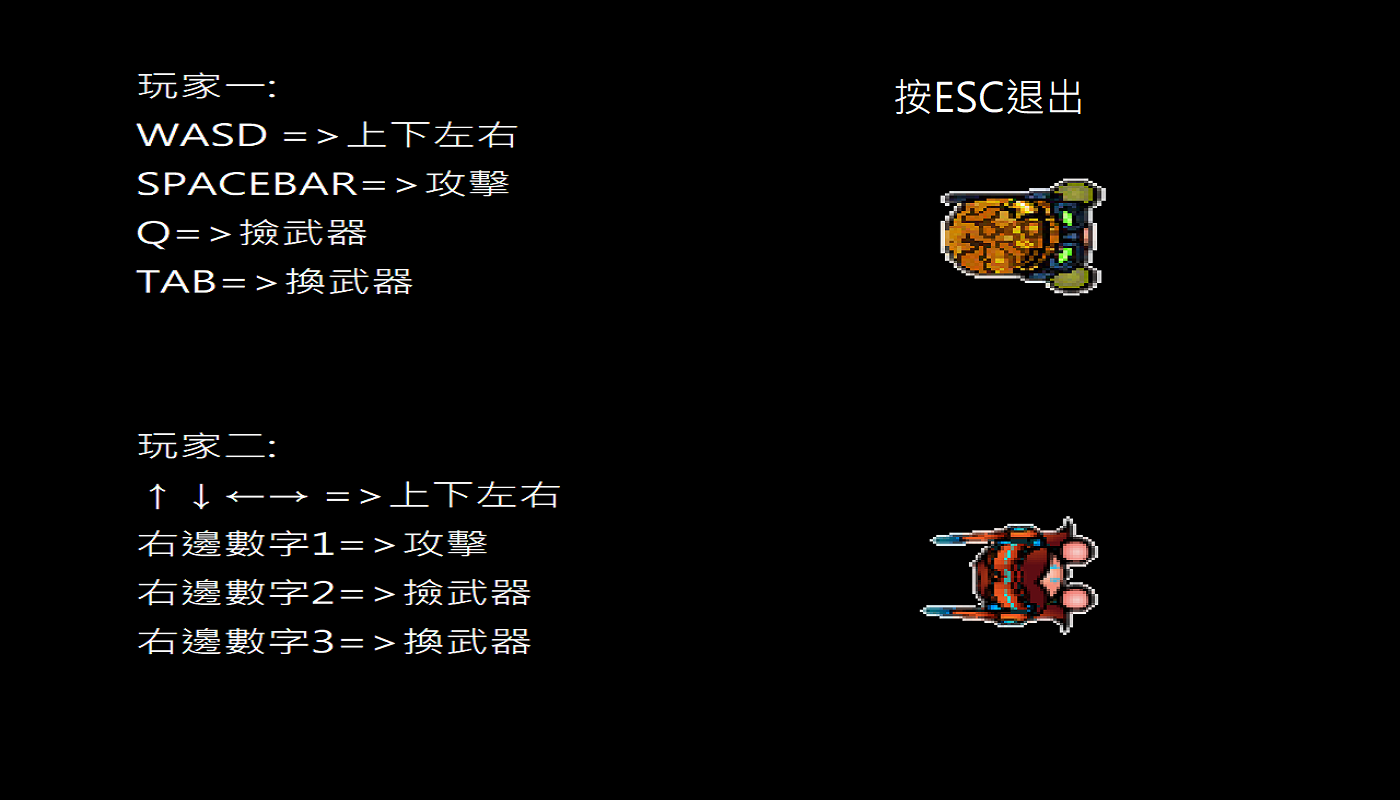 玩家一:
WASD =>上下左右
SPACEBAR=>攻擊
Q=>撿武器
TAB=>換武器
按ESC退出
玩家二:
↑ ↓←→ =>上下左右
右邊數字1=>攻擊
右邊數字2=>撿武器
右邊數字3=>換武器